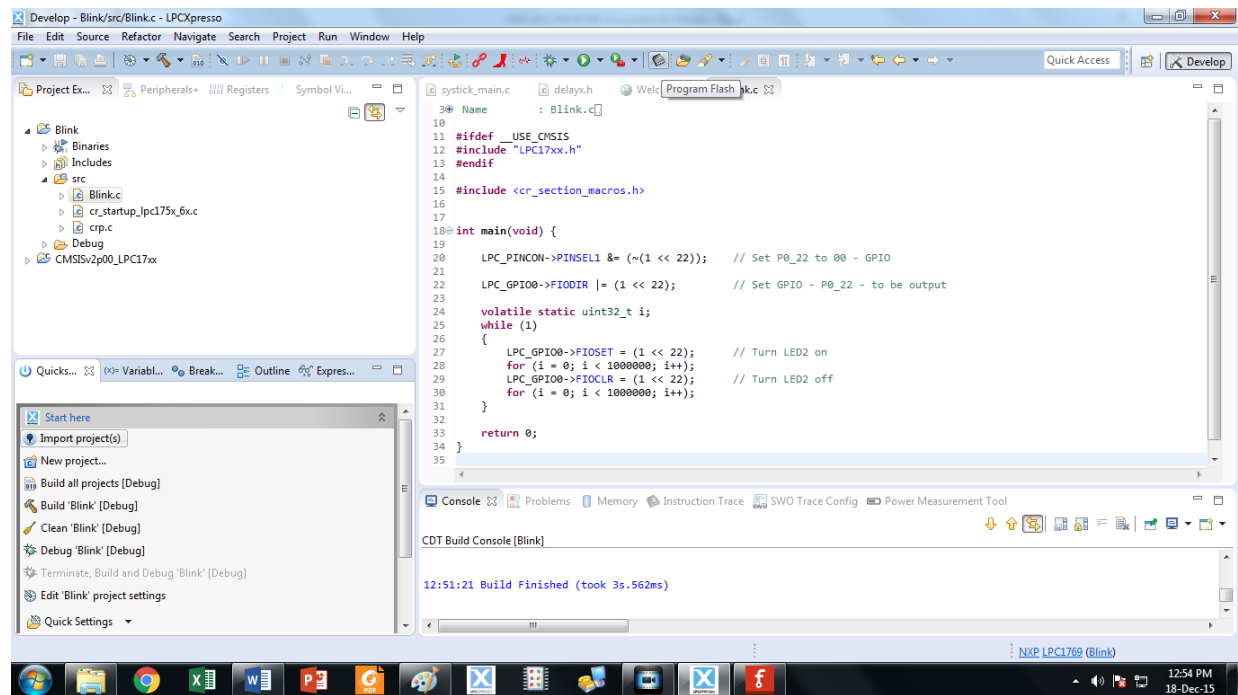 Develop - Blink/src/Blink.c - LPCXpresso
File Edit Source Refactor Navigate Search Project Run Window Help
Quick Access
Develop
Project Ex...
Peripherals+
Registers
Symbol Vi...
systick_main.c
delayx.h
Welc
Program Flash
nk.c
Blink
Binaries
Includes
src
Blink.c
cr_startup_lpc175x_6x.c
crp.c
Debug
CMSISv2p00_LPC17xx
3 Name : Blink.c
10
11 #ifdef __USE_CMSIS
12 #include "LPC17xx.h"
13 #endif
14
15 #include <cr_section_macros.h>
16
17
18 int main(void) {
19
20 LPC_PINCON->PINSEL1 &= (~(1 << 22)); // Set P0_22 to 00 - GPIO
21
22 LPC_GPIO0->FIODIR |= (1 << 22); // Set GPIO - P0_22 - to be output
23
24 volatile static uint32_t i;
25 while (1)
26 {
27 LPC_GPIO0->FIOSET = (1 << 22); // Turn LED2 on
28 for (i = 0; i < 1000000; i++);
29 LPC_GPIO0->FIOCLR = (1 << 22); // Turn LED2 off
30 for (i = 0; i < 1000000; i++);
31 }
32
33 return 0;
34 }
35
Quicks...
(x)= Variabl...
Break...
Outline
Expres...
Start here
Import project(s)
New project...
Build all projects [Debug]
Build 'Blink' [Debug]
Clean 'Blink' [Debug]
Debug 'Blink' [Debug]
Terminate, Build and Debug 'Blink' [Debug]
Edit 'Blink' project settings
Quick Settings
Console
Problems
Memory
Instruction Trace
SWO Trace Config
Power Measurement Tool
CDT Build Console [Blink]
12:51:21 Build Finished (took 3s.562ms)
NXP LPC1769 (Blink)
12:54 PM
18-Dec-15